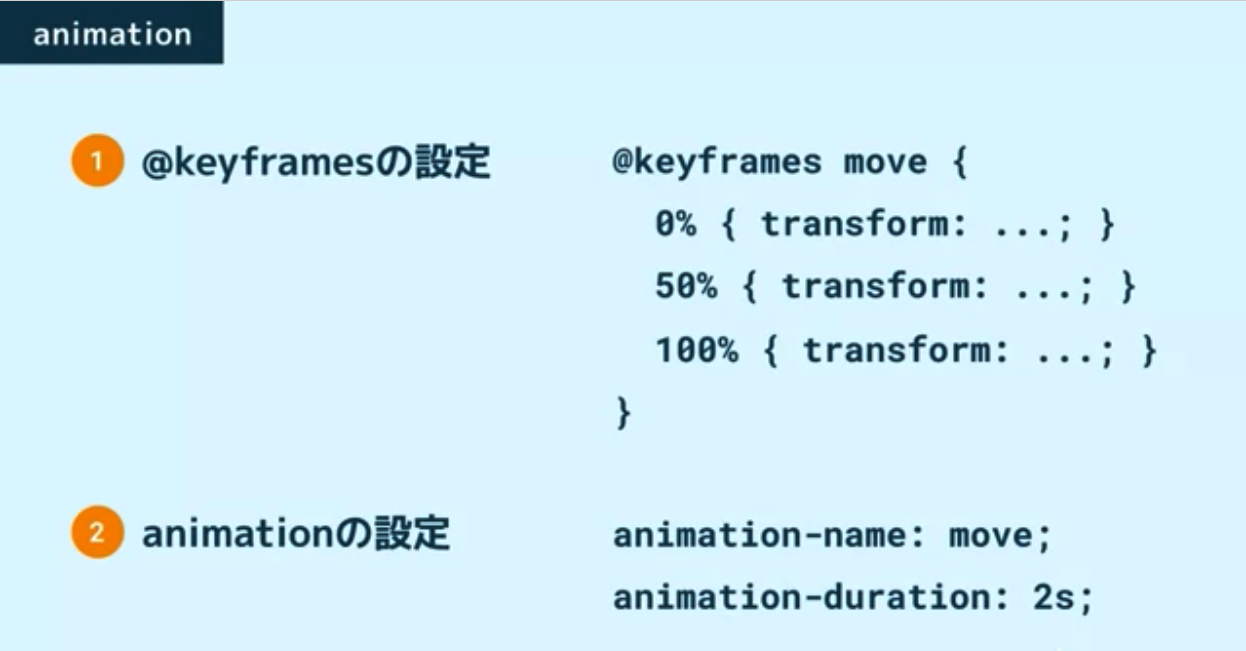 animation
1 @keyframesの設定
@keyframes move {
0% { transform: ...; }
50% { transform: ...; }
100% { transform: ...; }
}
2 animationの設定
animation-name: move;
animation-duration: 2s;